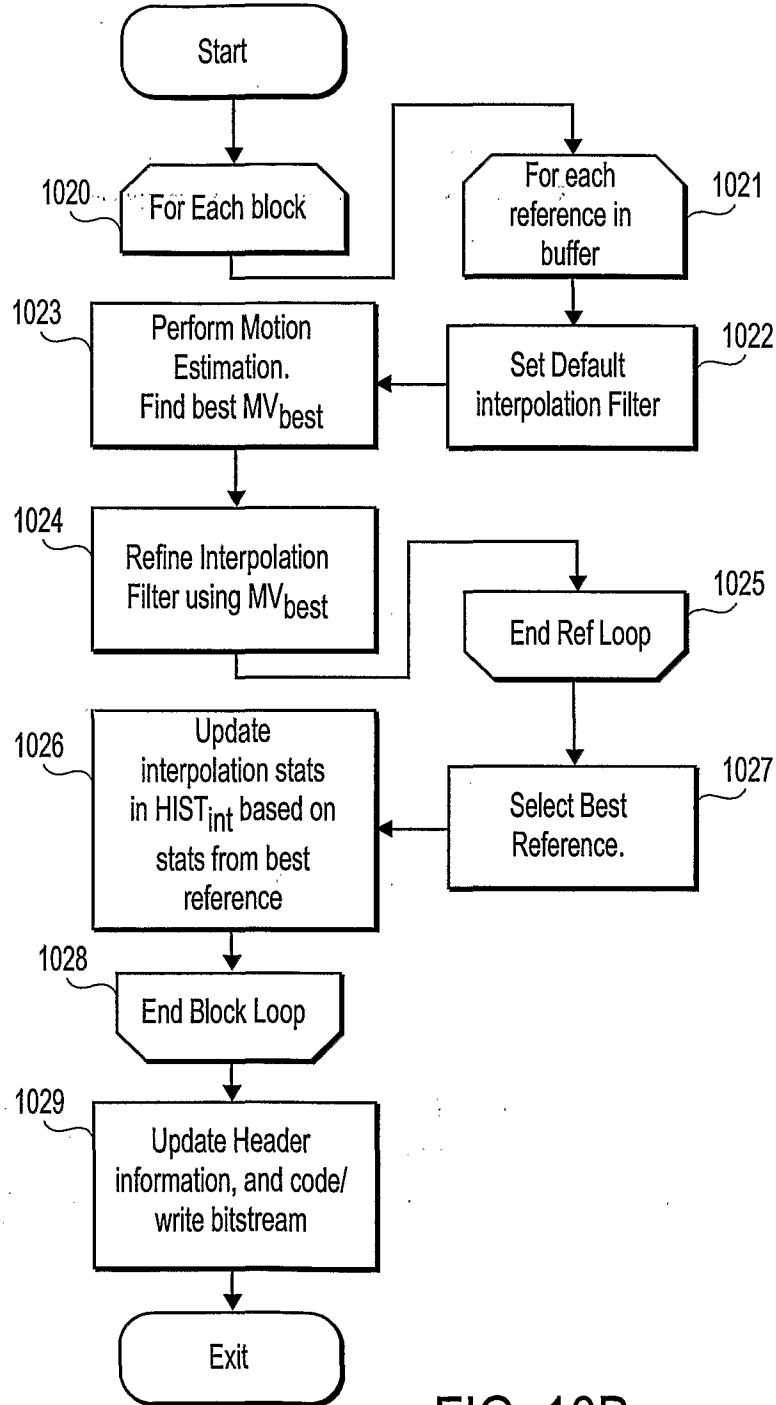 Start
1020
For Each block
For each
reference in
buffer
1021
1023
Perform Motion
Estimation.
Find best MVbest
Set Default
interpolation Filter
1022
1024
Refine Interpolation
Filter using MVbest
End Ref Loop
1025
1026
Update
interpolation stats
in HISTint based on
stats from best
reference
Select Best
Reference.
1027
1028
End Block Loop
1029
Update Header
information, and code/
write bitstream
Exit
FIG. 10B